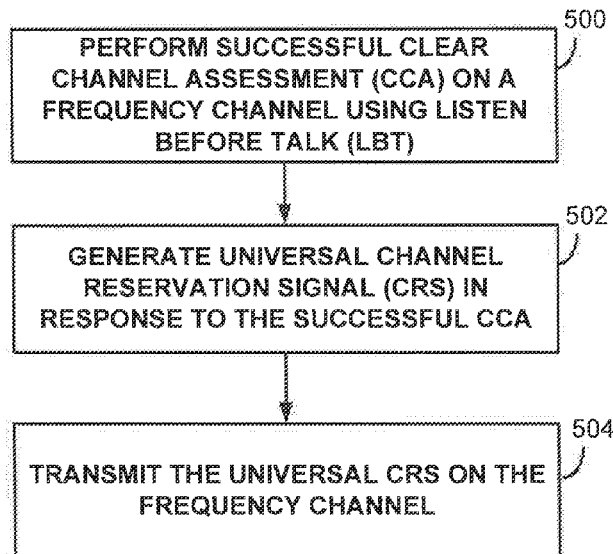 500
PERFORM SUCCESSFUL CLEAR
CHANNEL ASSESSMENT (CCA) ON A
FREQUENCY CHANNEL USING LISTEN
BEFORE TALK (LBT)
502
GENERATE UNIVERSAL CHANNEL
RESERVATION SIGNAL (CRS) IN
RESPONSE TO THE SUCCESSFUL CCA
504
TRANSMIT THE UNIVERSAL CRS ON THE
FREQUENCY CHANNEL